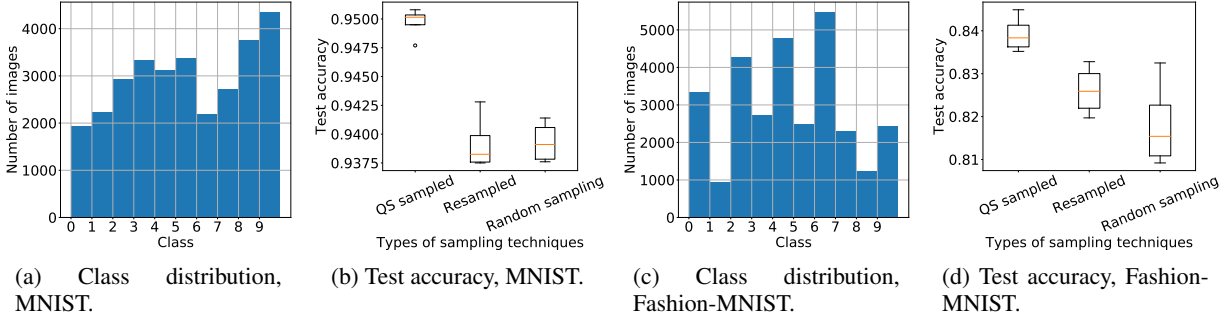 4000
3000
2000
1000
0
Number of images
0 1 2 3 4 5 6 7 8 9
Class
(a) Class distribution,
MNIST.
0.9500
0.9475
0.9450
0.9425
0.9400
0.9375
Test accuracy
QS sampled
Resampled
Random sampling
Types of sampling techniques
(b) Test accuracy, MNIST.
5000
4000
3000
2000
1000
0
Number of images
0 1 2 3 4 5 6 7 8 9
Class
(c) Class distribution,
Fashion-MNIST.
0.84
0.83
0.82
0.81
Test accuracy
QS sampled
Resampled
Random sampling
Types of sampling techniques
(d) Test accuracy, Fashion-
MNIST.